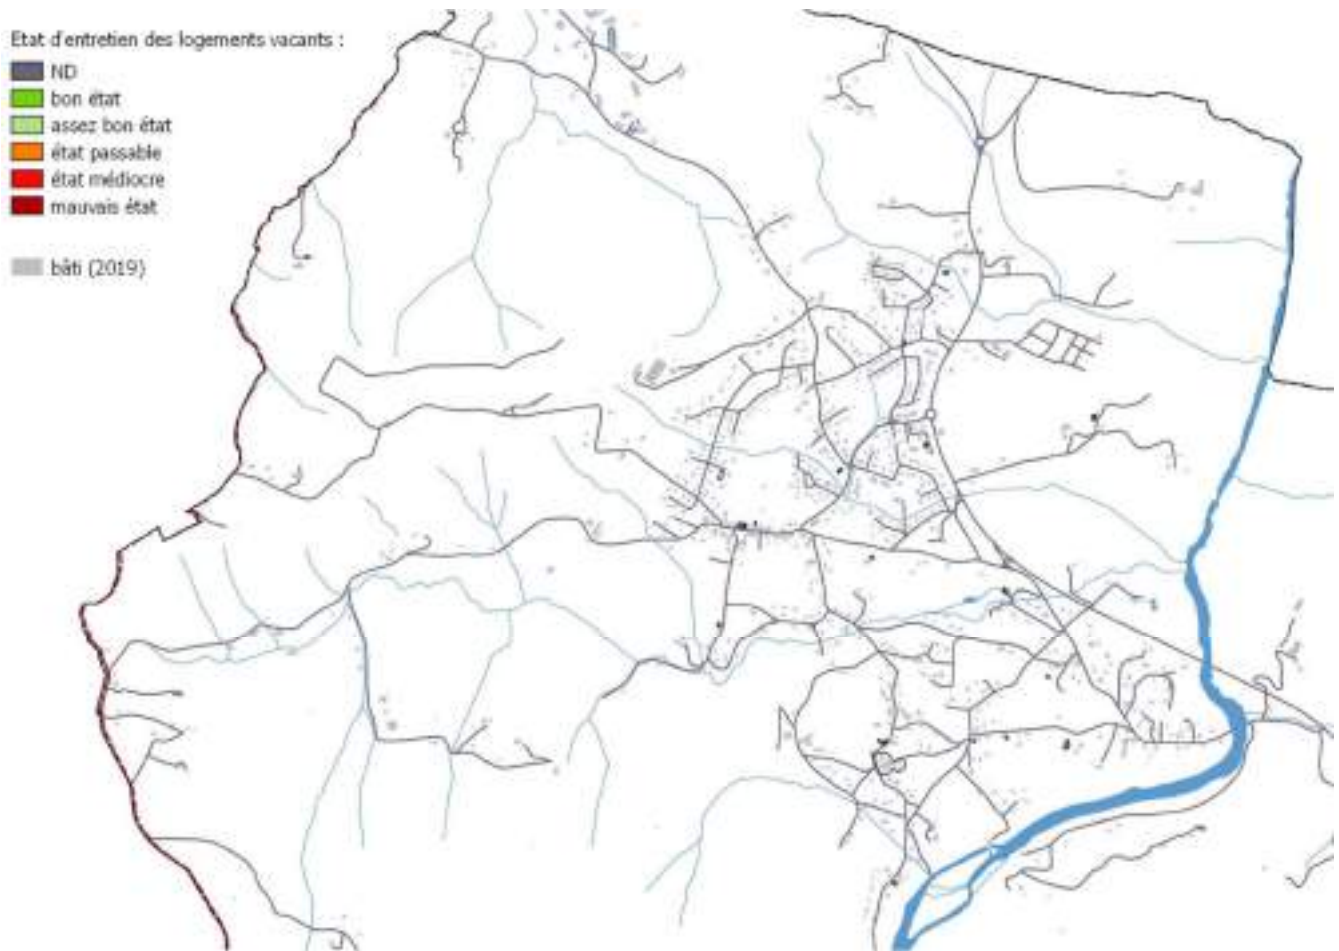 Etat d'entretien des logements vacants :
ND
bon état
assez bon état
état passable
état médiocre
mauvais état
bâti (2019)